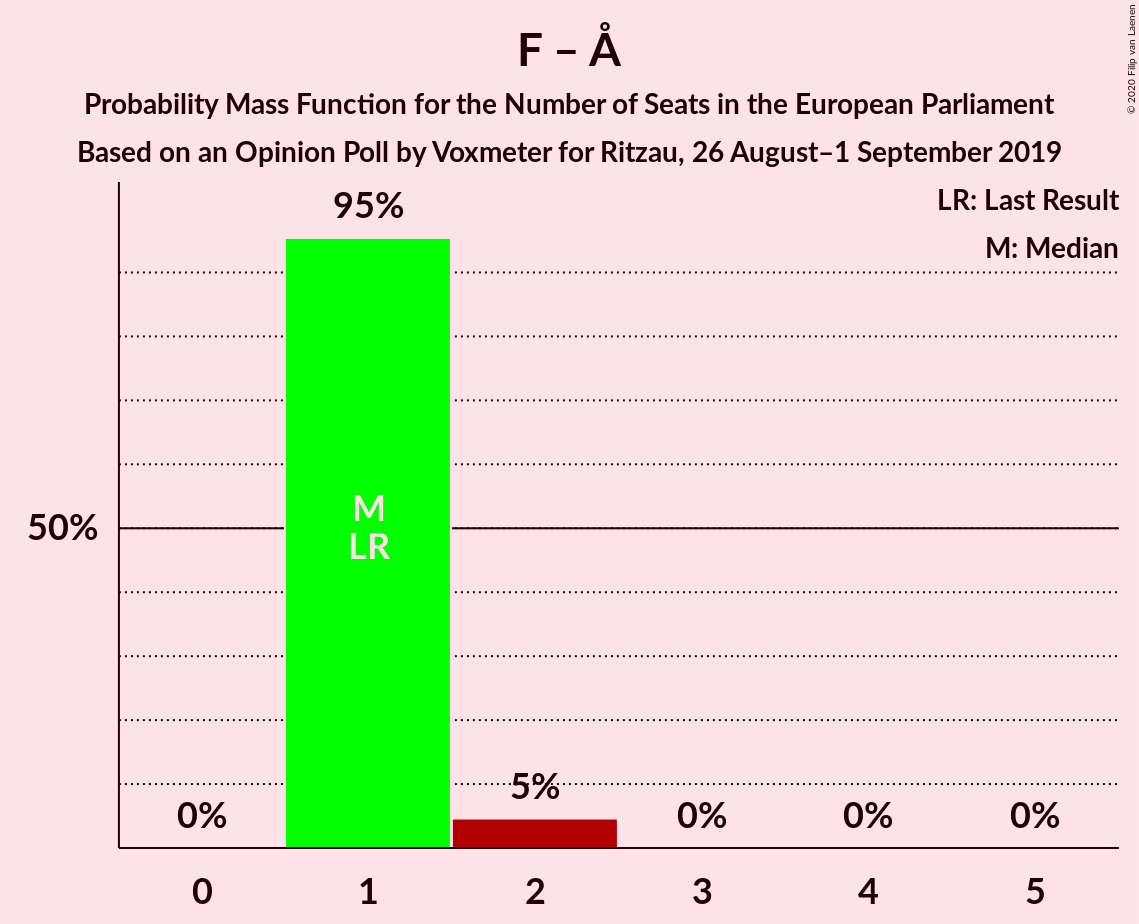 F – Å
Probability Mass Function for the Number of Seats in the European Parliament
Based on an Opinion Poll by Voxmeter for Ritzau, 26 August–1 September 2019
© 2020 Filip van Laenen
LR: Last Result
M: Median
95%
M
LR
50%
5%
0%
0%
0%
0%
0 1 2 3 4 5